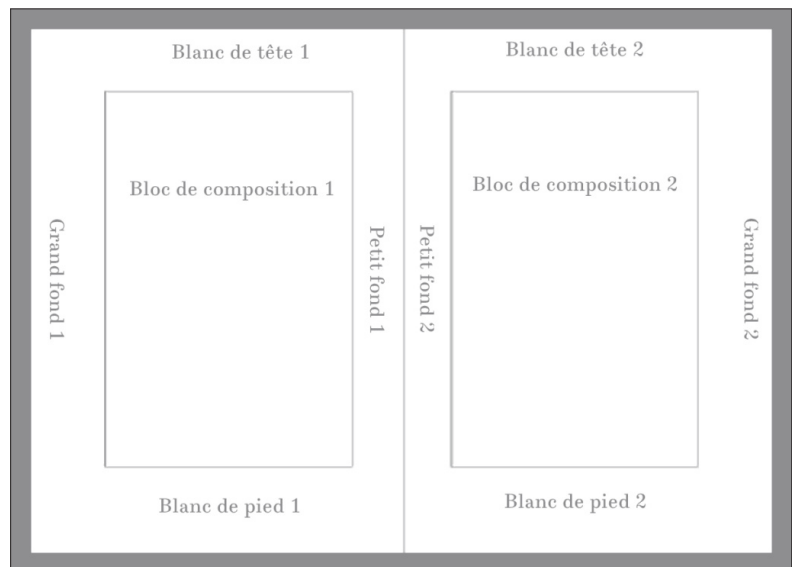 Blanc de tête 1
Bloc de composition 1
Grand fond 1
Petit fond 1
Blanc de pied 1
Blanc de tête 2
Bloc de composition 2
Petit fond 2
Grand fond 2
Blanc de pied 2